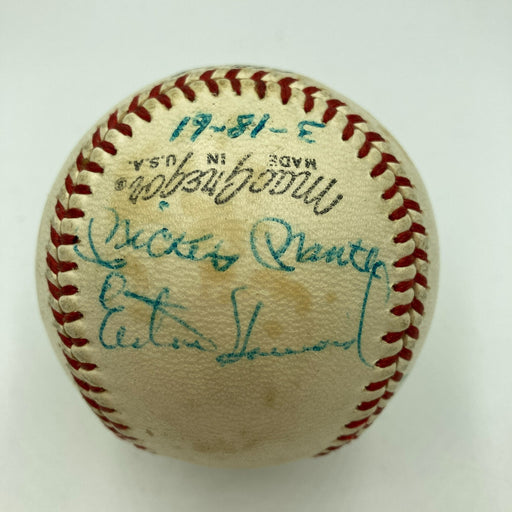 3-18-61
MacGregor®
MADE
IN
U.S.A.
Mickey Mantle
Elston Howard